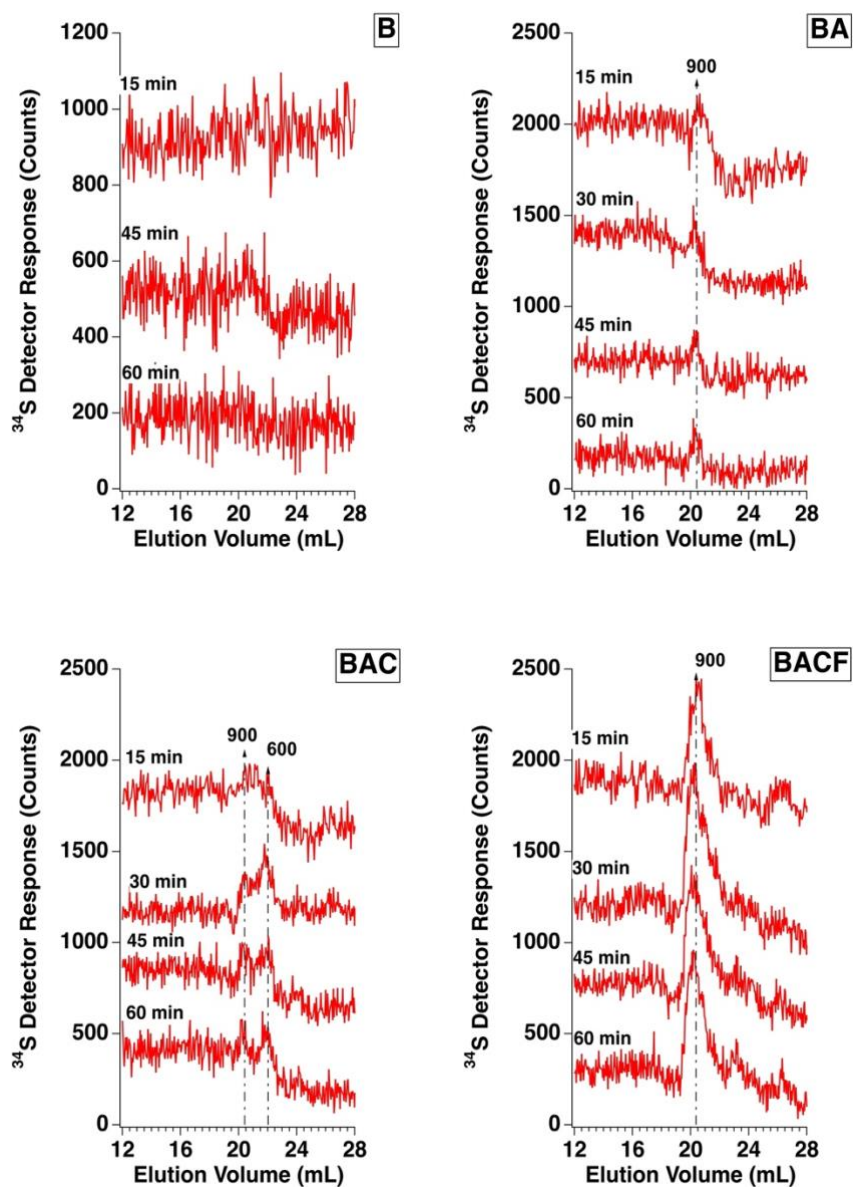 B
1200
1000
800
600
400
200
0
15 min
45 min
60 min
12 16 20 24 28
Elution Volume (mL)
³⁴S Detector Response (Counts)
BA
2500
2000
1500
1000
500
0
900
15 min
30 min
45 min
60 min
12 16 20 24 28
Elution Volume (mL)
³⁴S Detector Response (Counts)
BAC
2500
2000
1500
1000
500
0
900 600
15 min
30 min
45 min
60 min
12 16 20 24 28
Elution Volume (mL)
³⁴S Detector Response (Counts)
BACF
2500
2000
1500
1000
500
0
900
15 min
30 min
45 min
60 min
12 16 20 24 28
Elution Volume (mL)
³⁴S Detector Response (Counts)